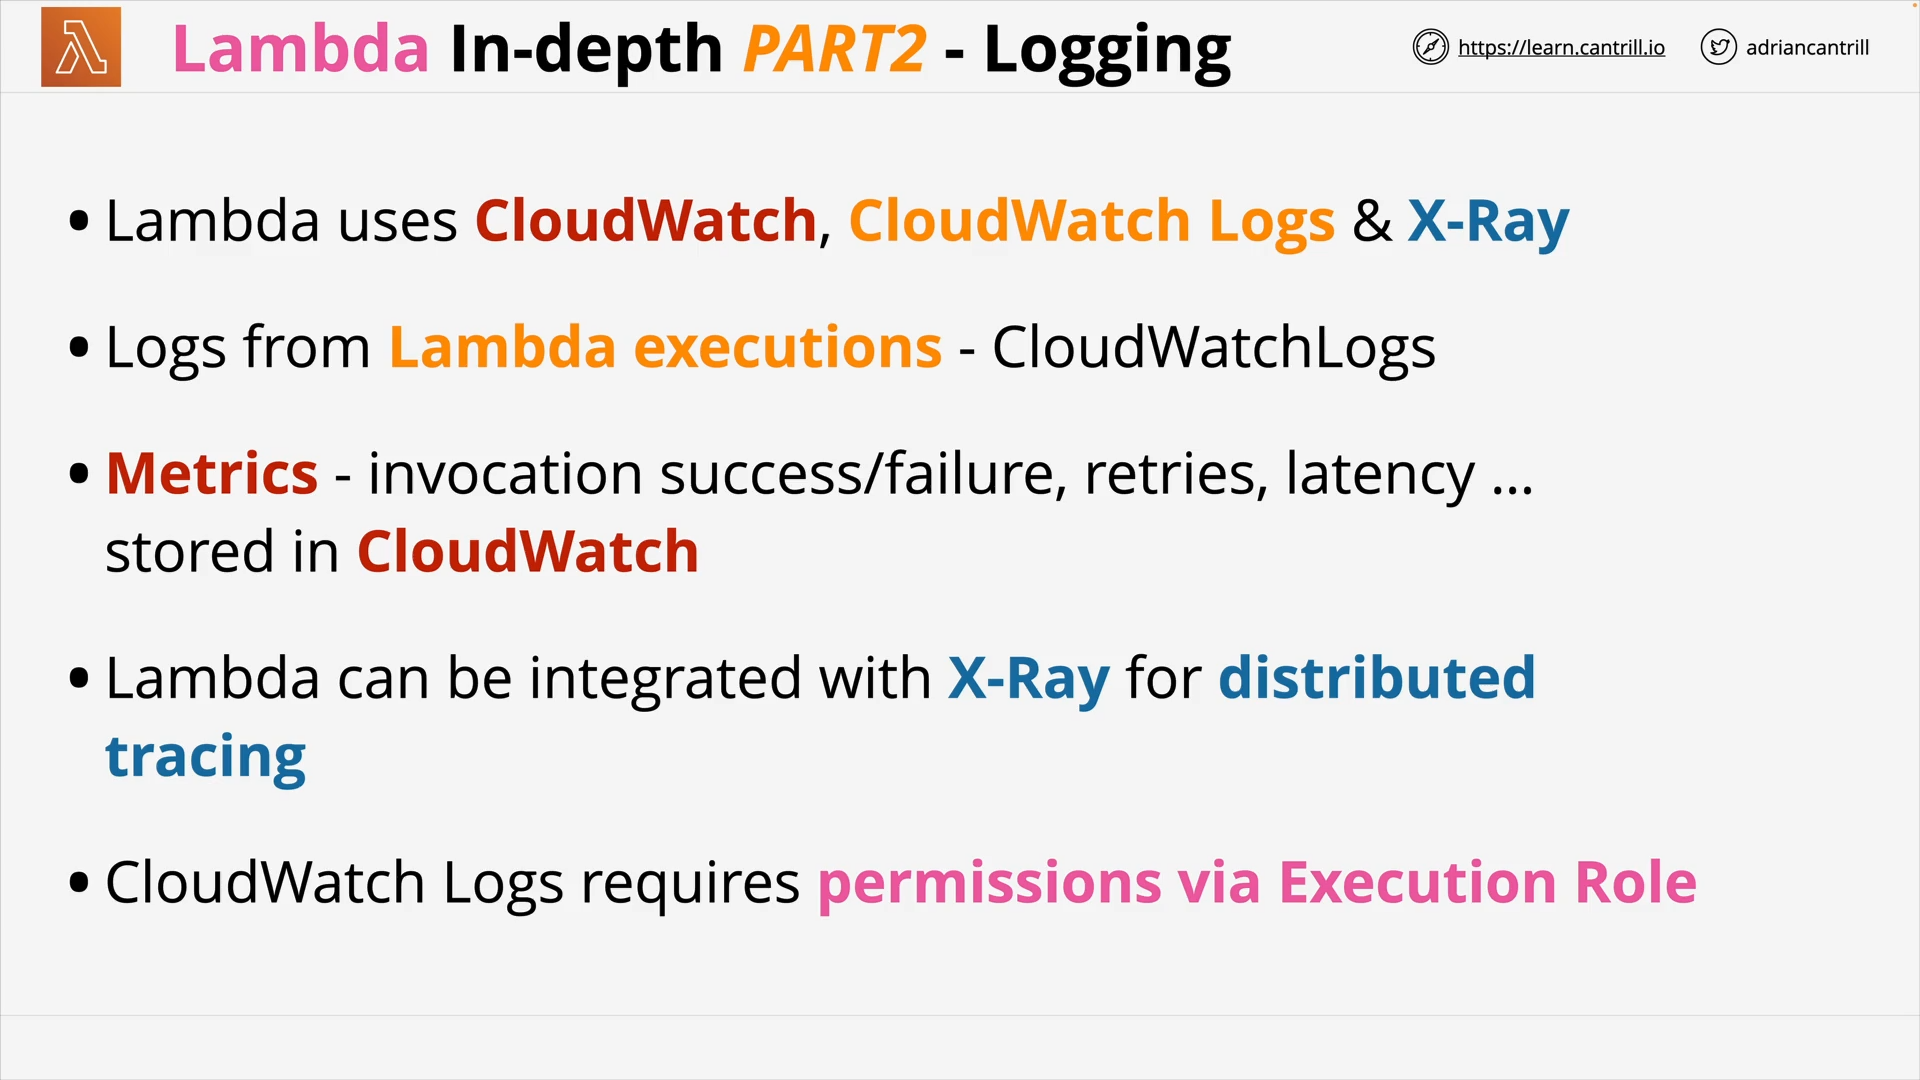 Lambda In-depth PART2 - Logging
https://learn.cantrill.io
adriancantrill
• Lambda uses CloudWatch, CloudWatch Logs & X-Ray
• Logs from Lambda executions - CloudWatchLogs
• Metrics - invocation success/failure, retries, latency ...
stored in CloudWatch
• Lambda can be integrated with X-Ray for distributed
tracing
• CloudWatch Logs requires permissions via Execution Role